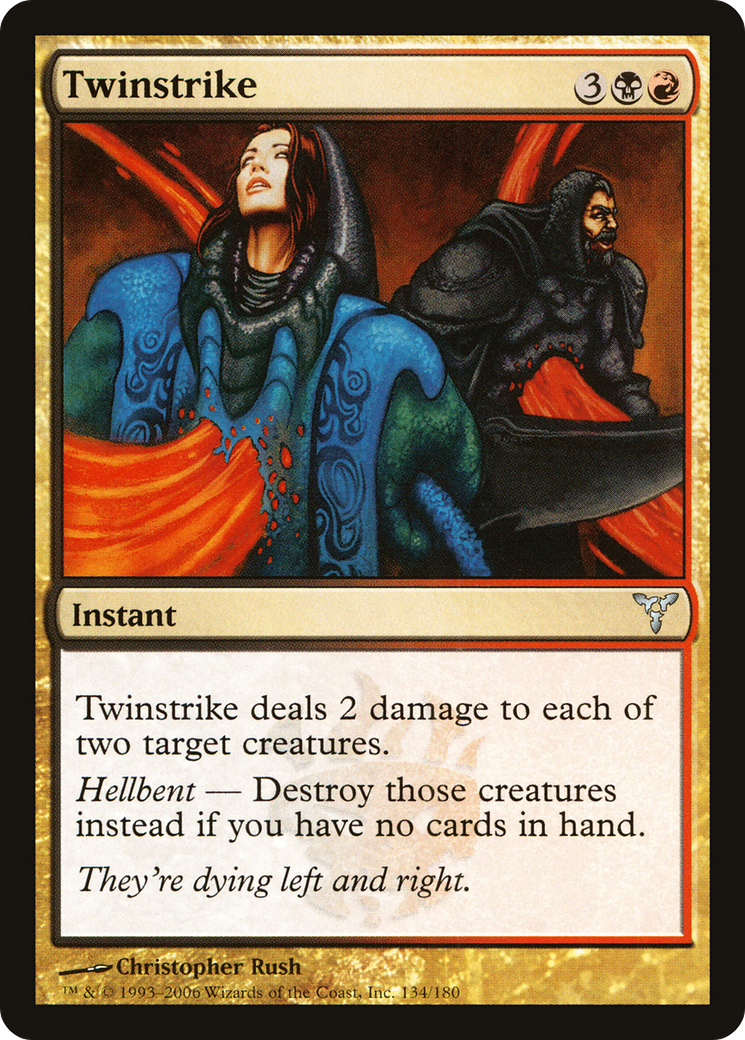 Twinstrike 3
Instant
Twinstrike deals 2 damage to each of
two target creatures.
Hellbent — Destroy those creatures
instead if you have no cards in hand.
They're dying left and right.
Christopher Rush
™ & © 1993–2006 Wizards of the Coast, Inc. 134/180